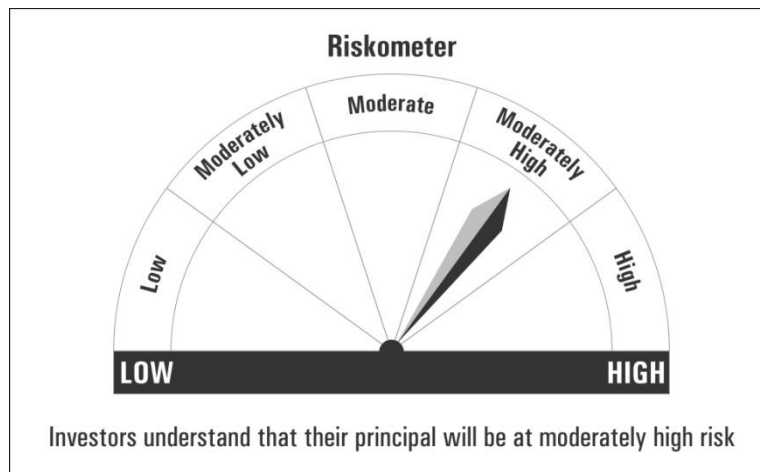 Riskometer
Low
Moderately
Low
Moderate
Moderately
High
High
LOW
HIGH
Investors understand that their principal will be at moderately high risk